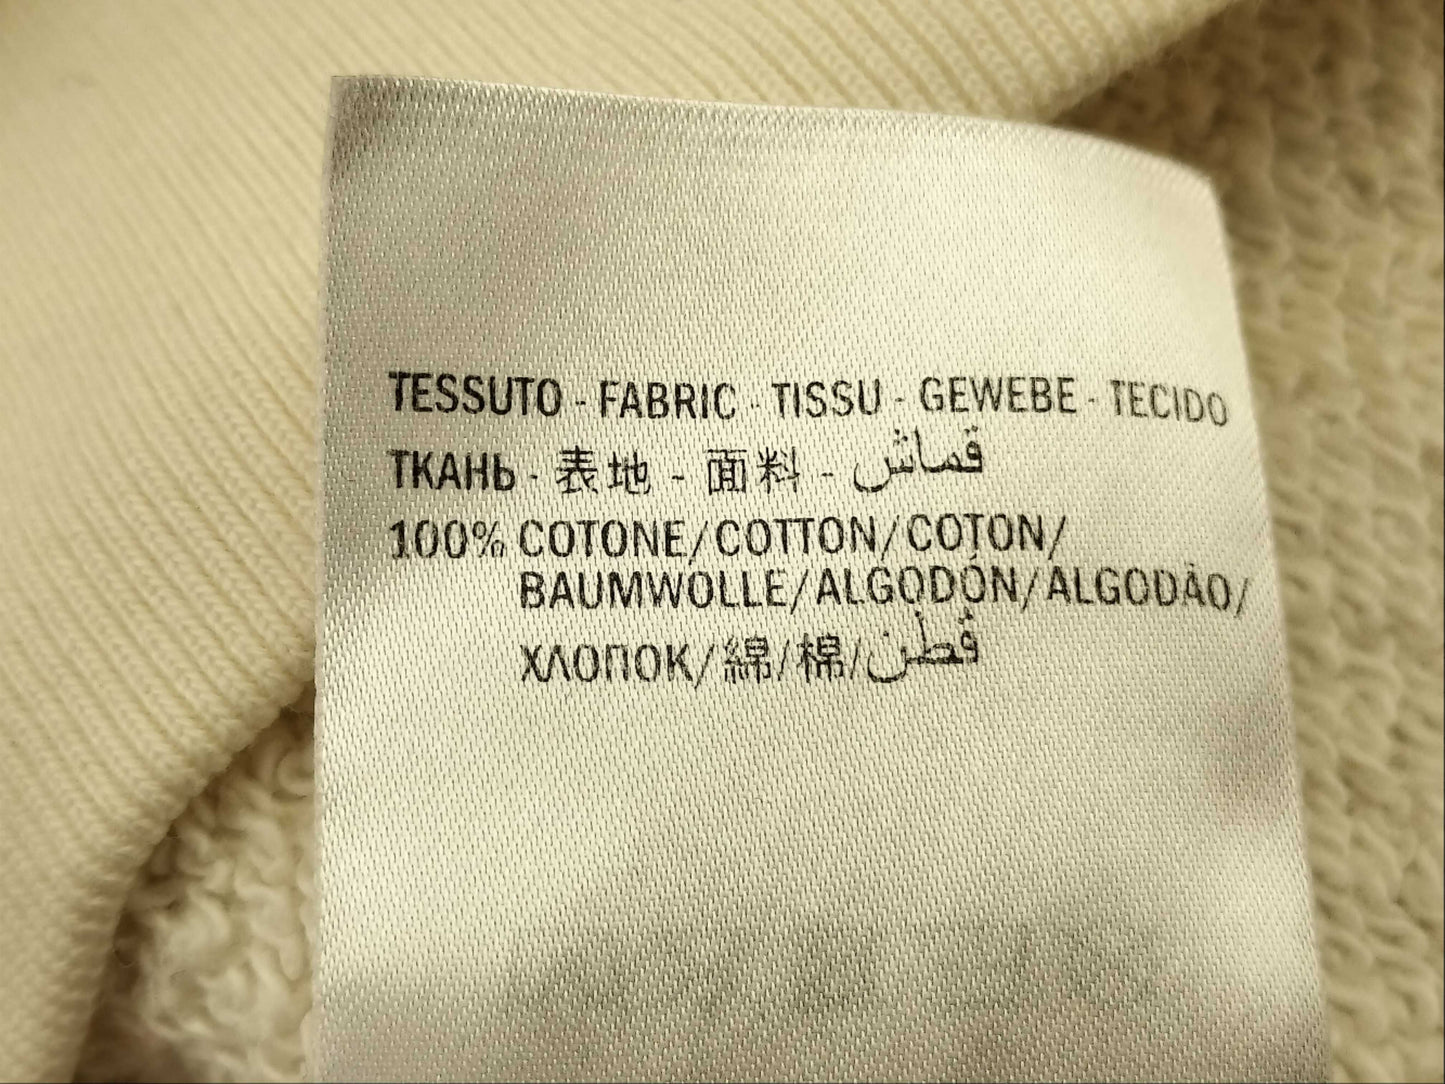 TESSUTO - FABRIC - TISSU - GEWEBE - TECIDO
ТКАНЬ - 表地 - 面料 - قماش
100% COTONE/COTTON/COTON/
BAUMWOLLE/ALGODÓN/ALGODÃO/
ХЛОПОК/綿/棉/قطن